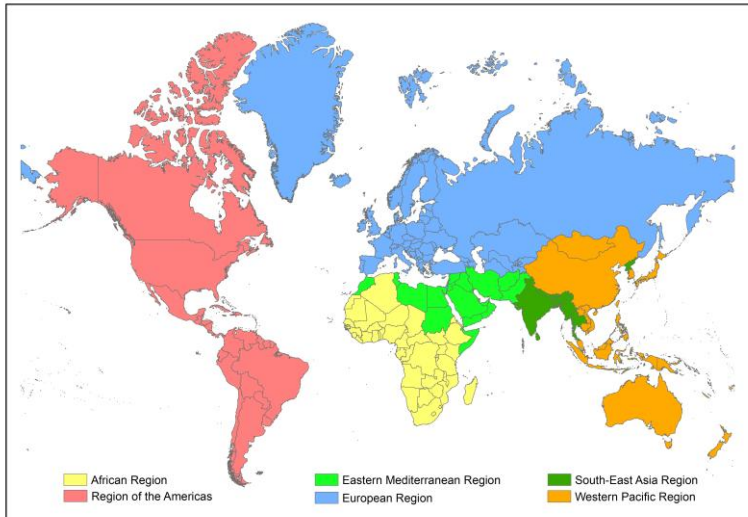 African Region
Region of the Americas
Eastern Mediterranean Region
European Region
South-East Asia Region
Western Pacific Region